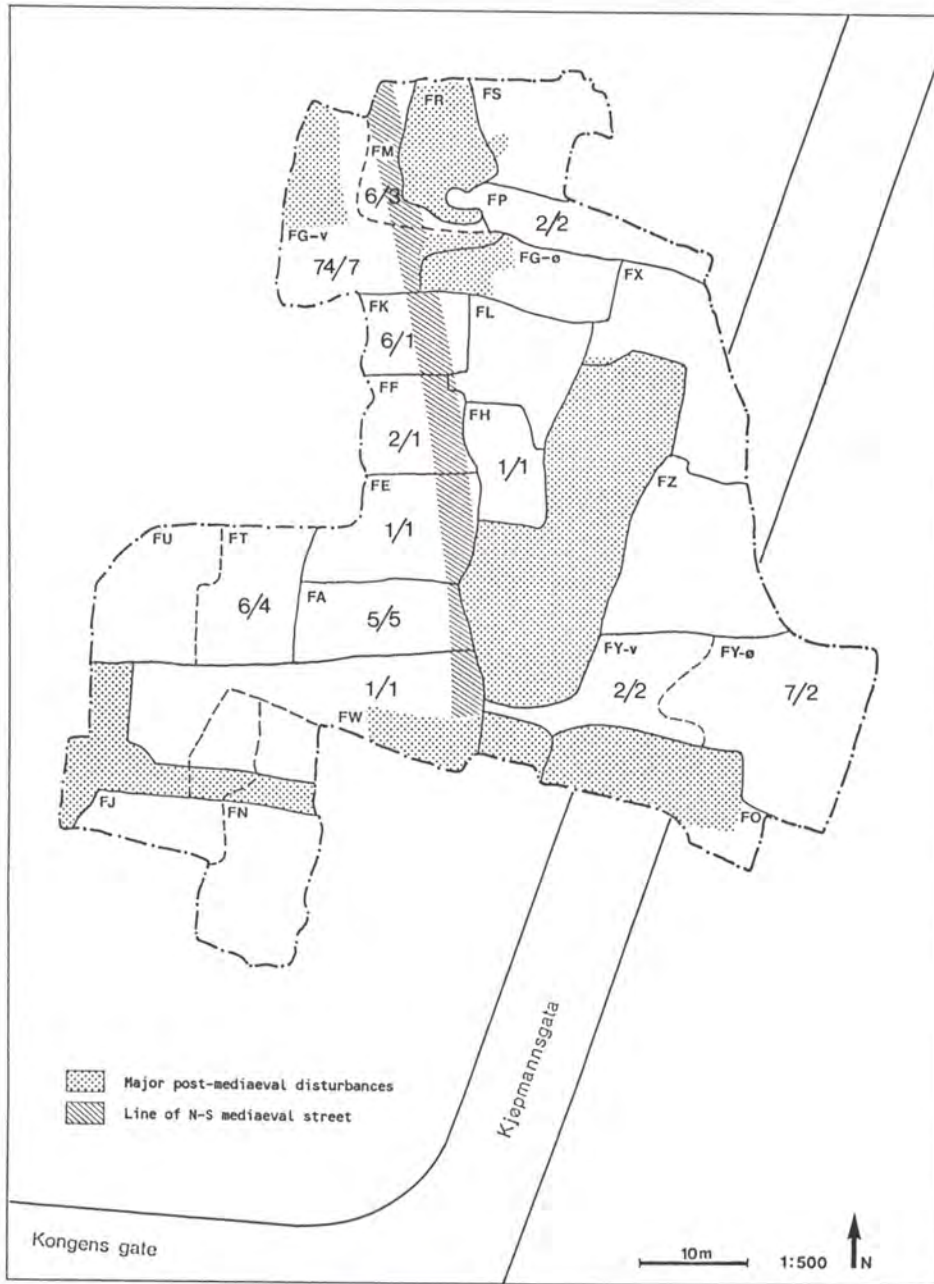 FR
FS
FM
6/3
FP
2/2
FG-v
74/7
FG-ø
FX
FK
6/1
FL
FF
2/1
FH
1/1
FE
1/1
FZ
FU
FT
6/4
FA
5/5
FY-v
2/2
FY-ø
7/2
1/1
FW
FJ
FN
FO
Major post-mediaeval disturbances
Line of N-S mediaeval street
Kjøpmannsgata
Kongens gate
10m
1:500
N